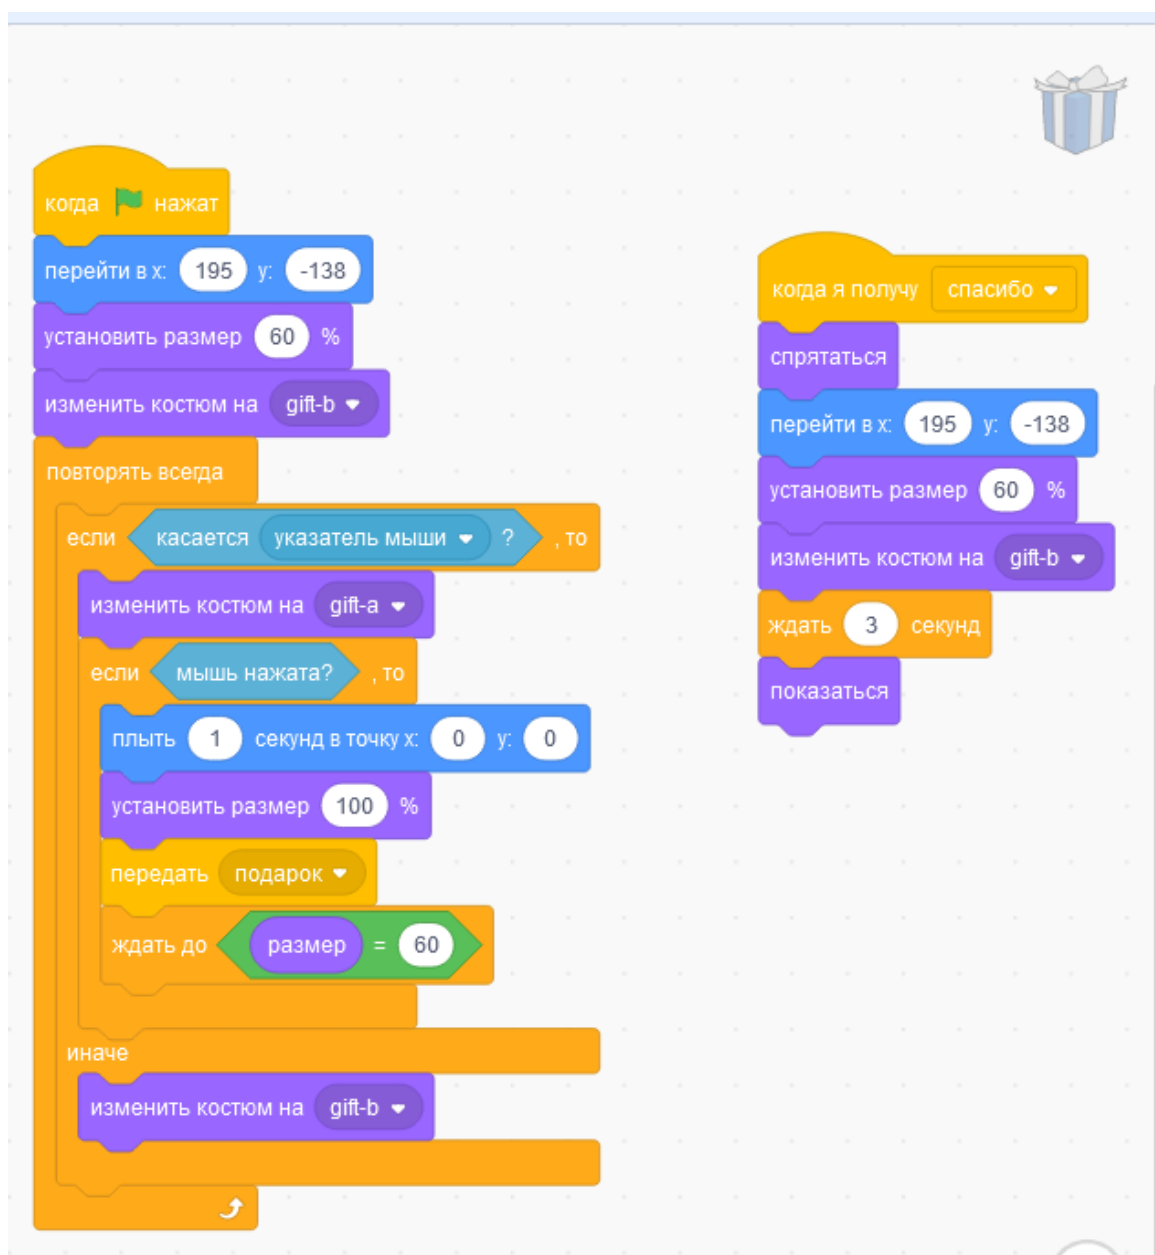 когда нажат
перейти в x: 195 y: -138
установить размер 60 %
изменить костюм на gift-b
повторять всегда
если касается указатель мыши ? , то
изменить костюм на gift-a
если мышь нажата? , то
плыть 1 секунд в точку x: 0 y: 0
установить размер 100 %
передать подарок
ждать до размер = 60
иначе
изменить костюм на gift-b
когда я получу спасибо
спрятаться
перейти в x: 195 y: -138
установить размер 60 %
изменить костюм на gift-b
ждать 3 секунд
показаться